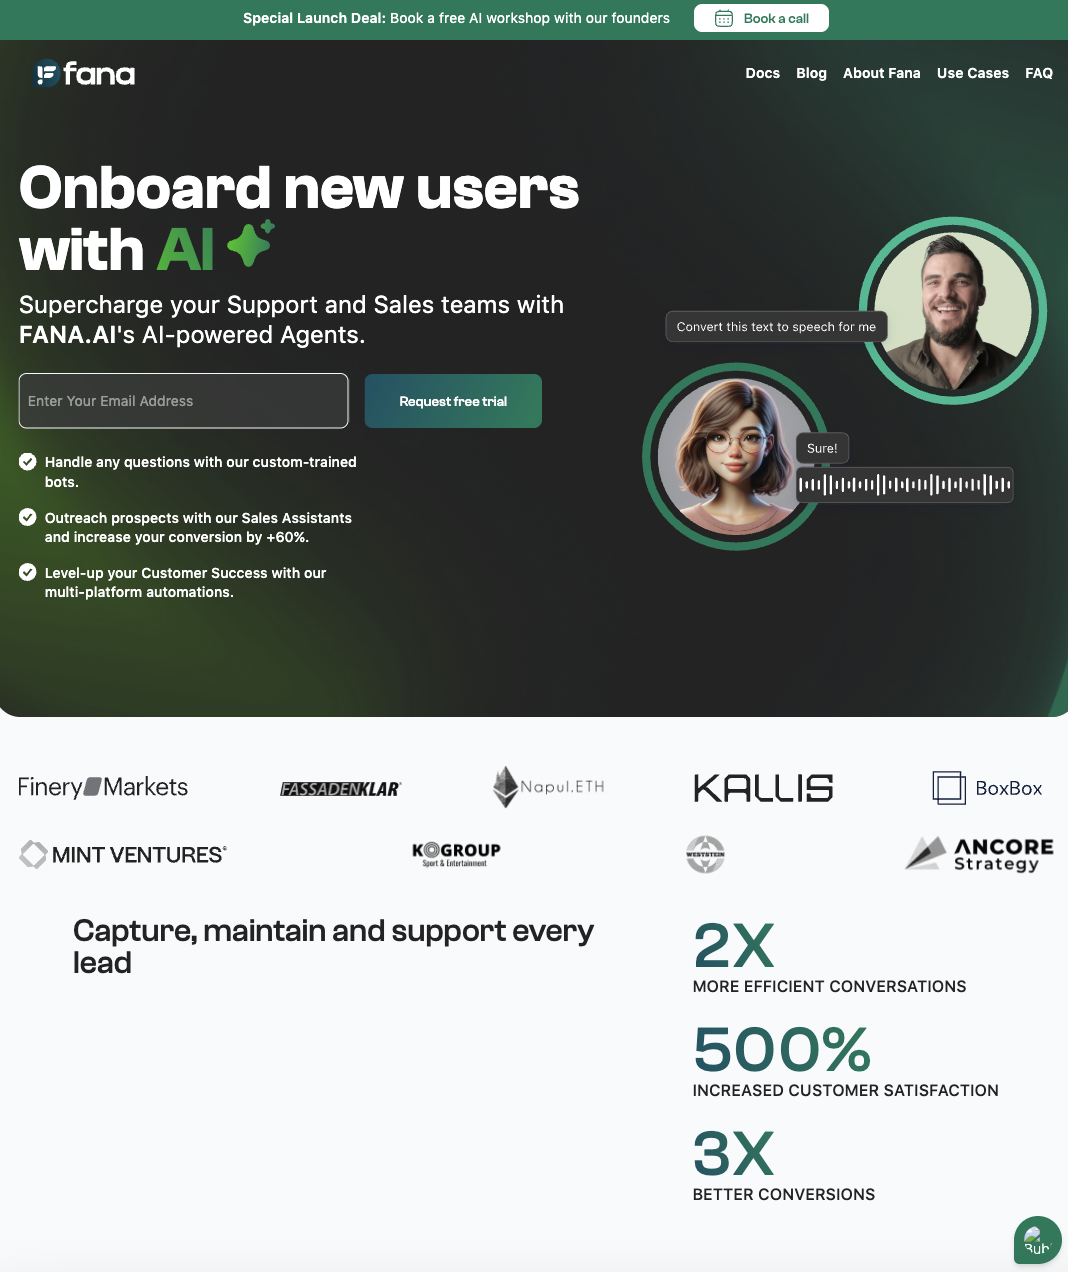 Special Launch Deal: Book a free AI workshop with our founders
Book a call
fana
Docs Blog About Fana Use Cases FAQ
Onboard new users
with AI
Supercharge your Support and Sales teams with
FANA.AI's AI-powered Agents.
Enter Your Email Address
Request free trial
Handle any questions with our custom-trained
bots.
Outreach prospects with our Sales Assistants
and increase your conversion by +60%.
Level-up your Customer Success with our
multi-platform automations.
Convert this text to speech for me
Sure!
Finery Markets
FASSADENKLAR
Napul.ETH
KALLIS
BoxBox
MINT VENTURES®
KOGROUP
Sport & Entertainment
WESTSTEIN
ANCORE
Strategy
Capture, maintain and support every
lead
2X
MORE EFFICIENT CONVERSATIONS
500%
INCREASED CUSTOMER SATISFACTION
3X
BETTER CONVERSIONS